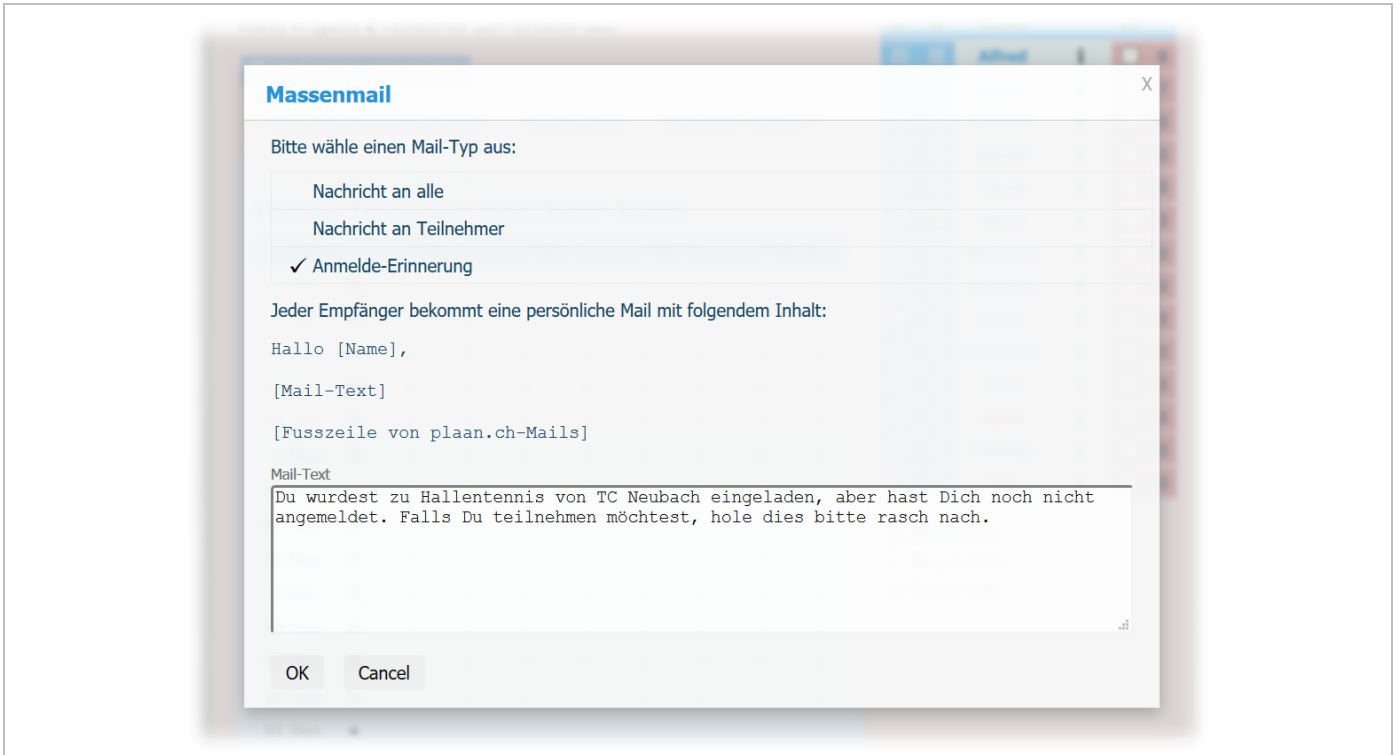 Alfred
Massenmail
X
Bitte wähle einen Mail-Typ aus:
Nachricht an alle
Nachricht an Teilnehmer
✓ Anmelde-Erinnerung
Jeder Empfänger bekommt eine persönliche Mail mit folgendem Inhalt:
Hallo [Name],
[Mail-Text]
[Fusszeile von plaan.ch-Mails]
Mail-Text
Du wurdest zu Hallentennis von TC Neubach eingeladen, aber hast Dich noch nicht
angemeldet. Falls Du teilnehmen möchtest, hole dies bitte rasch nach.
OK Cancel